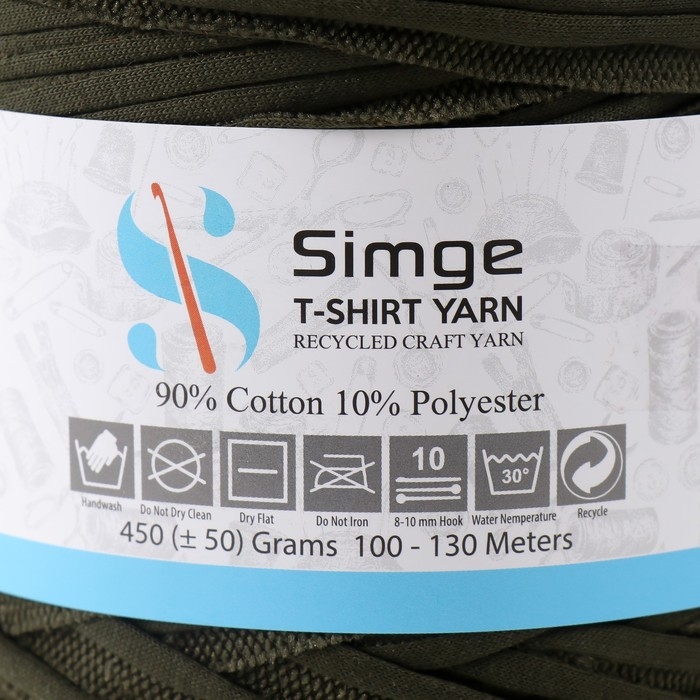 Simge
T-SHIRT YARN
RECYCLED CRAFT YARN
90% Cotton 10% Polyester
10
30°
Handwash Do Not Dry Clean Dry Flat Do Not Iron 8-10 mm Hook Water Nemperature Recycle
450 (± 50) Grams 100 - 130 Meters